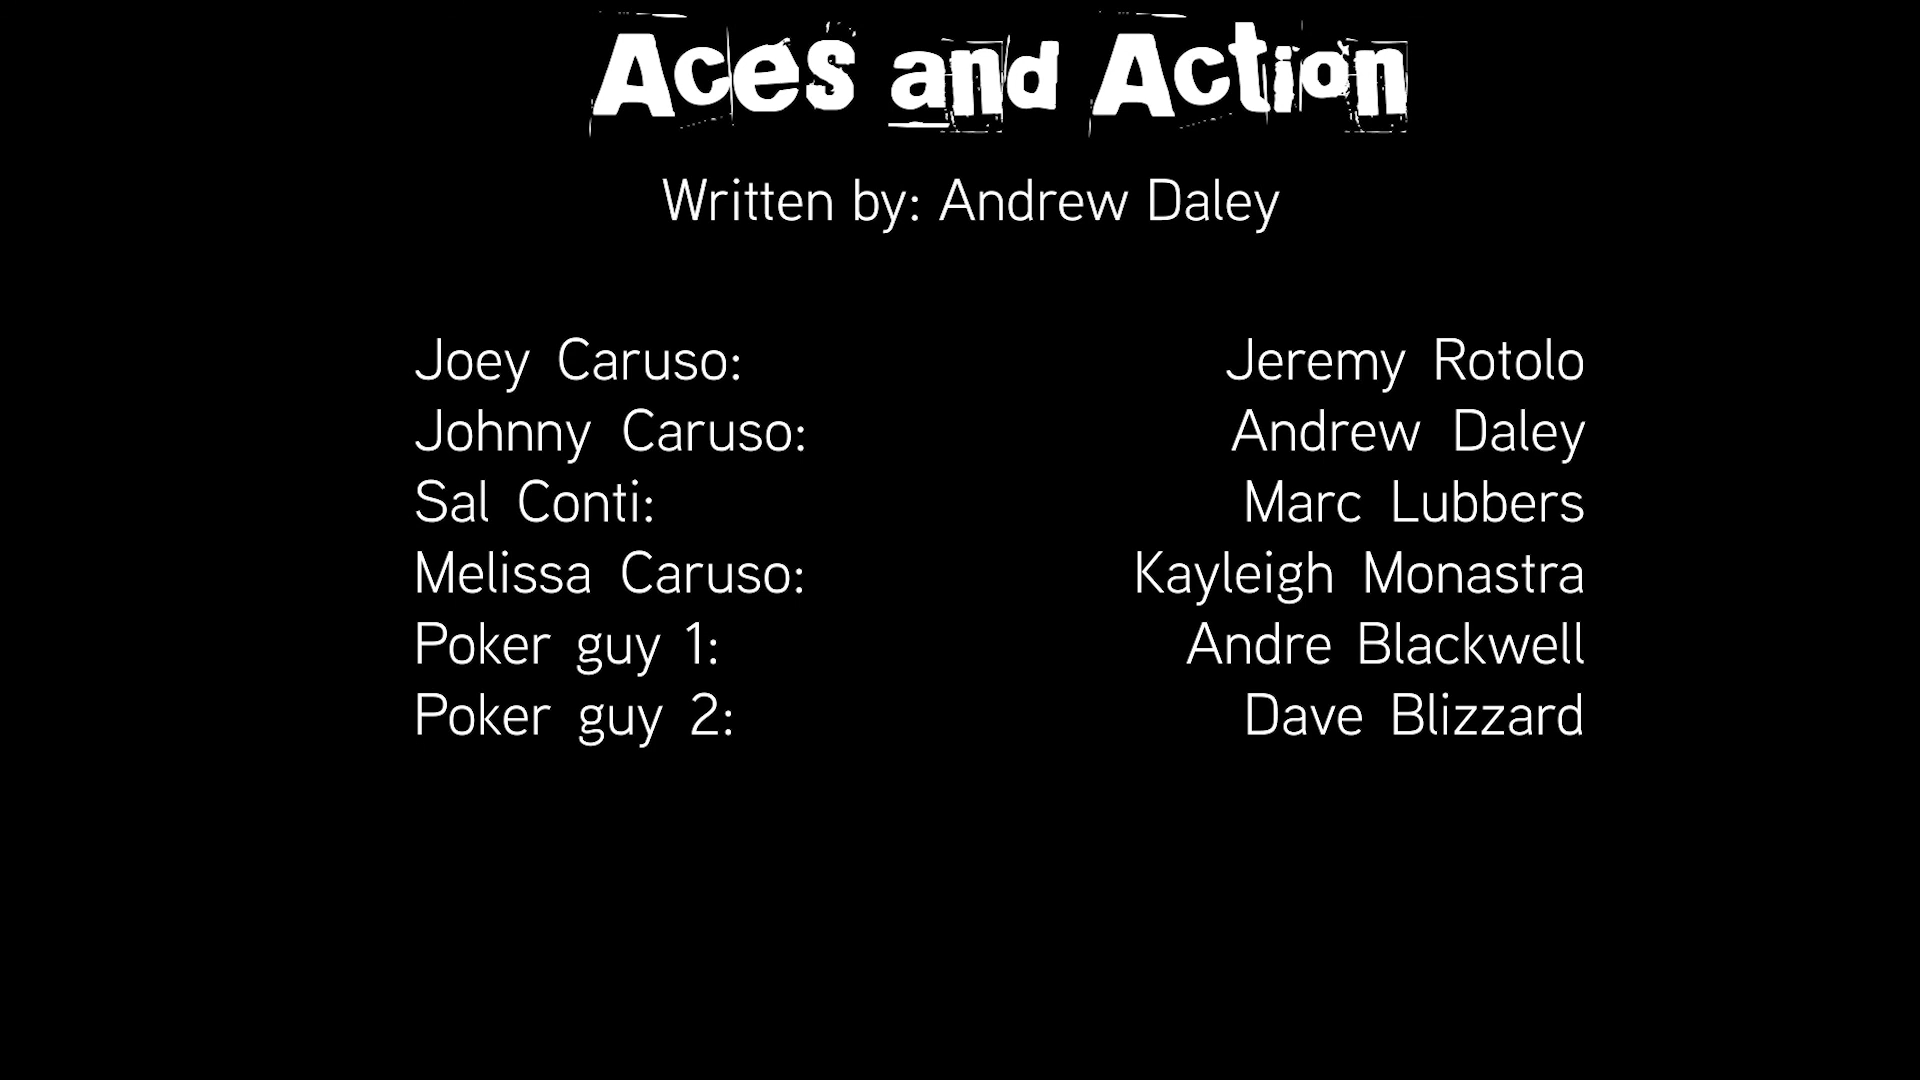 Aces and Action
Written by: Andrew Daley
Joey Caruso: Jeremy Rotolo
Johnny Caruso: Andrew Daley
Sal Conti: Marc Lubbers
Melissa Caruso: Kayleigh Monastra
Poker guy 1: Andre Blackwell
Poker guy 2: Dave Blizzard